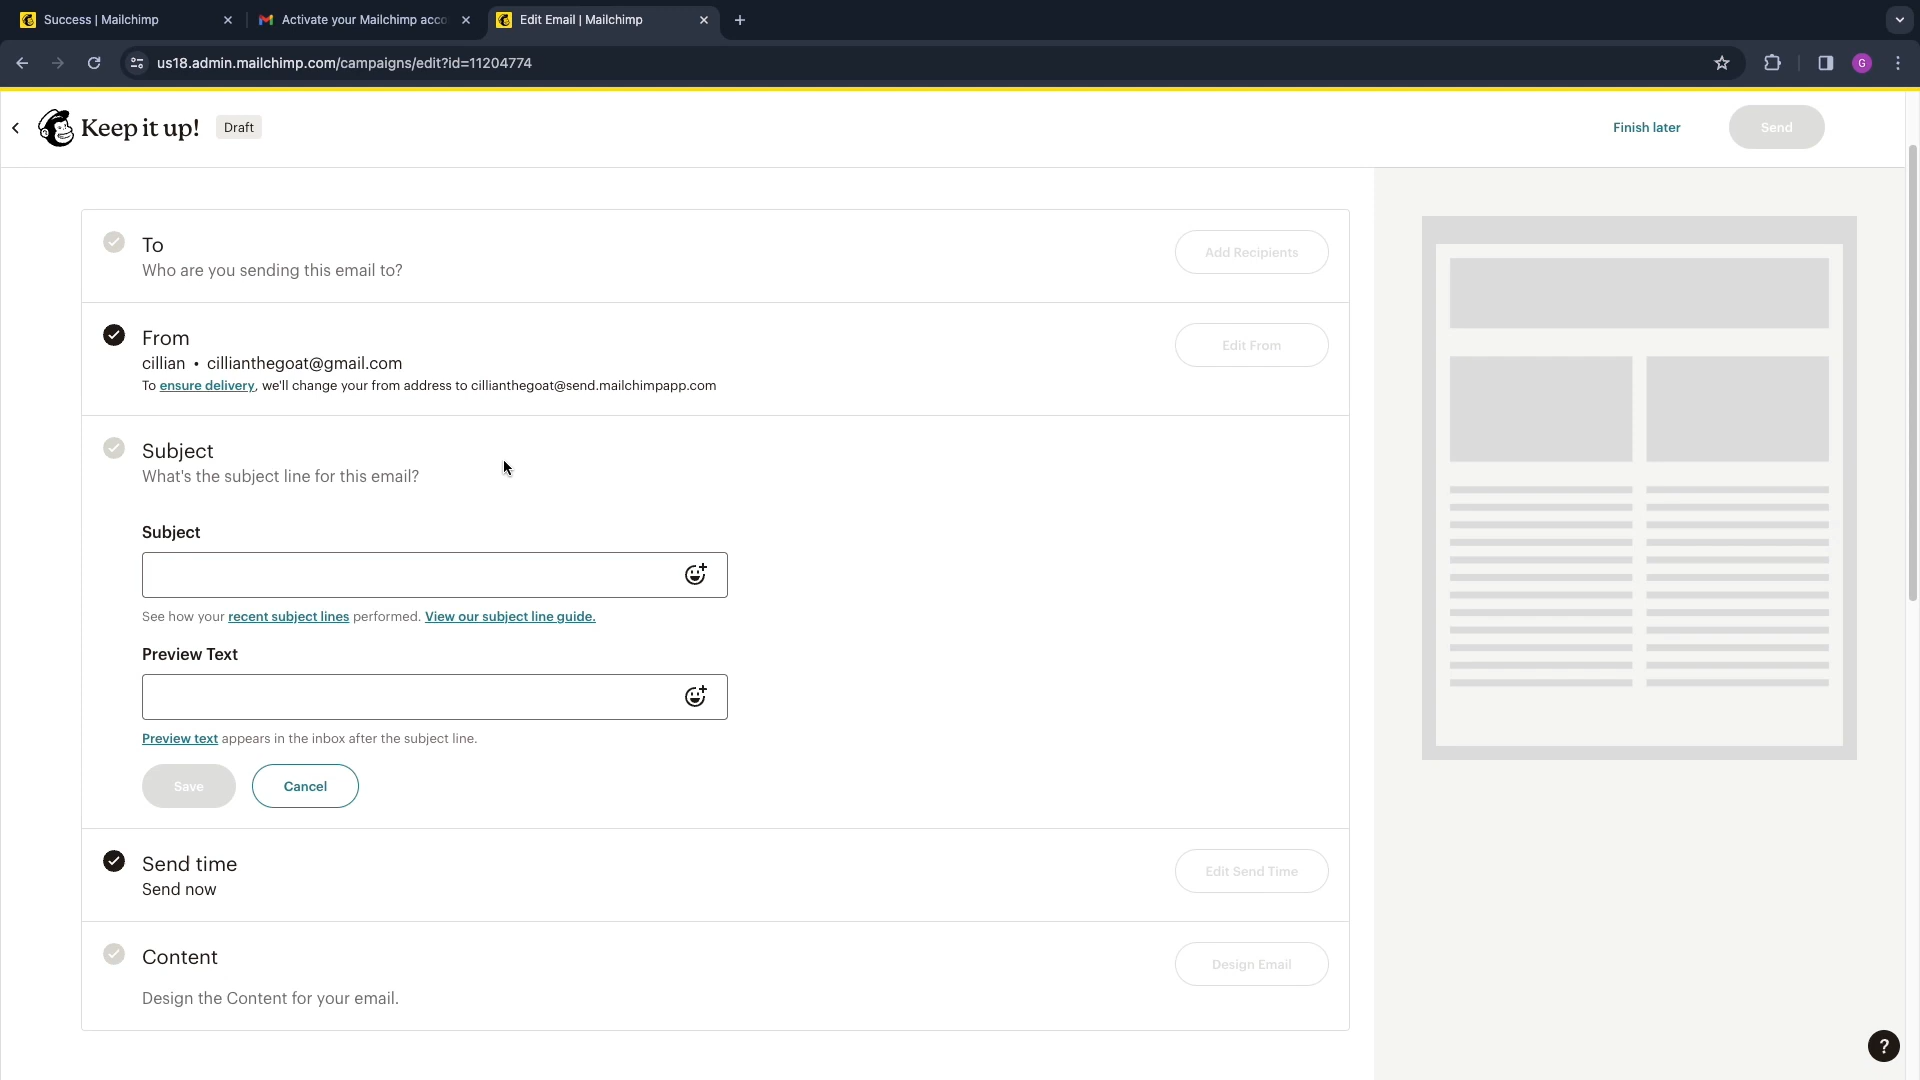 Success | Mailchimp
Activate your Mailchimp acco
Edit Email | Mailchimp
us18.admin.mailchimp.com/campaigns/edit?id=11204774
G
Keep it up!
Draft
Finish later
Send
To
Who are you sending this email to?
Add Recipients
From
cillian • cillianthegoat@gmail.com
To ensure delivery, we'll change your from address to cillianthegoat@send.mailchimpapp.com
Edit From
Subject
What's the subject line for this email?
Subject
See how your recent subject lines performed. View our subject line guide.
Preview Text
Preview text appears in the inbox after the subject line.
Save
Cancel
Send time
Send now
Edit Send Time
Content
Design the Content for your email.
Design Email
?